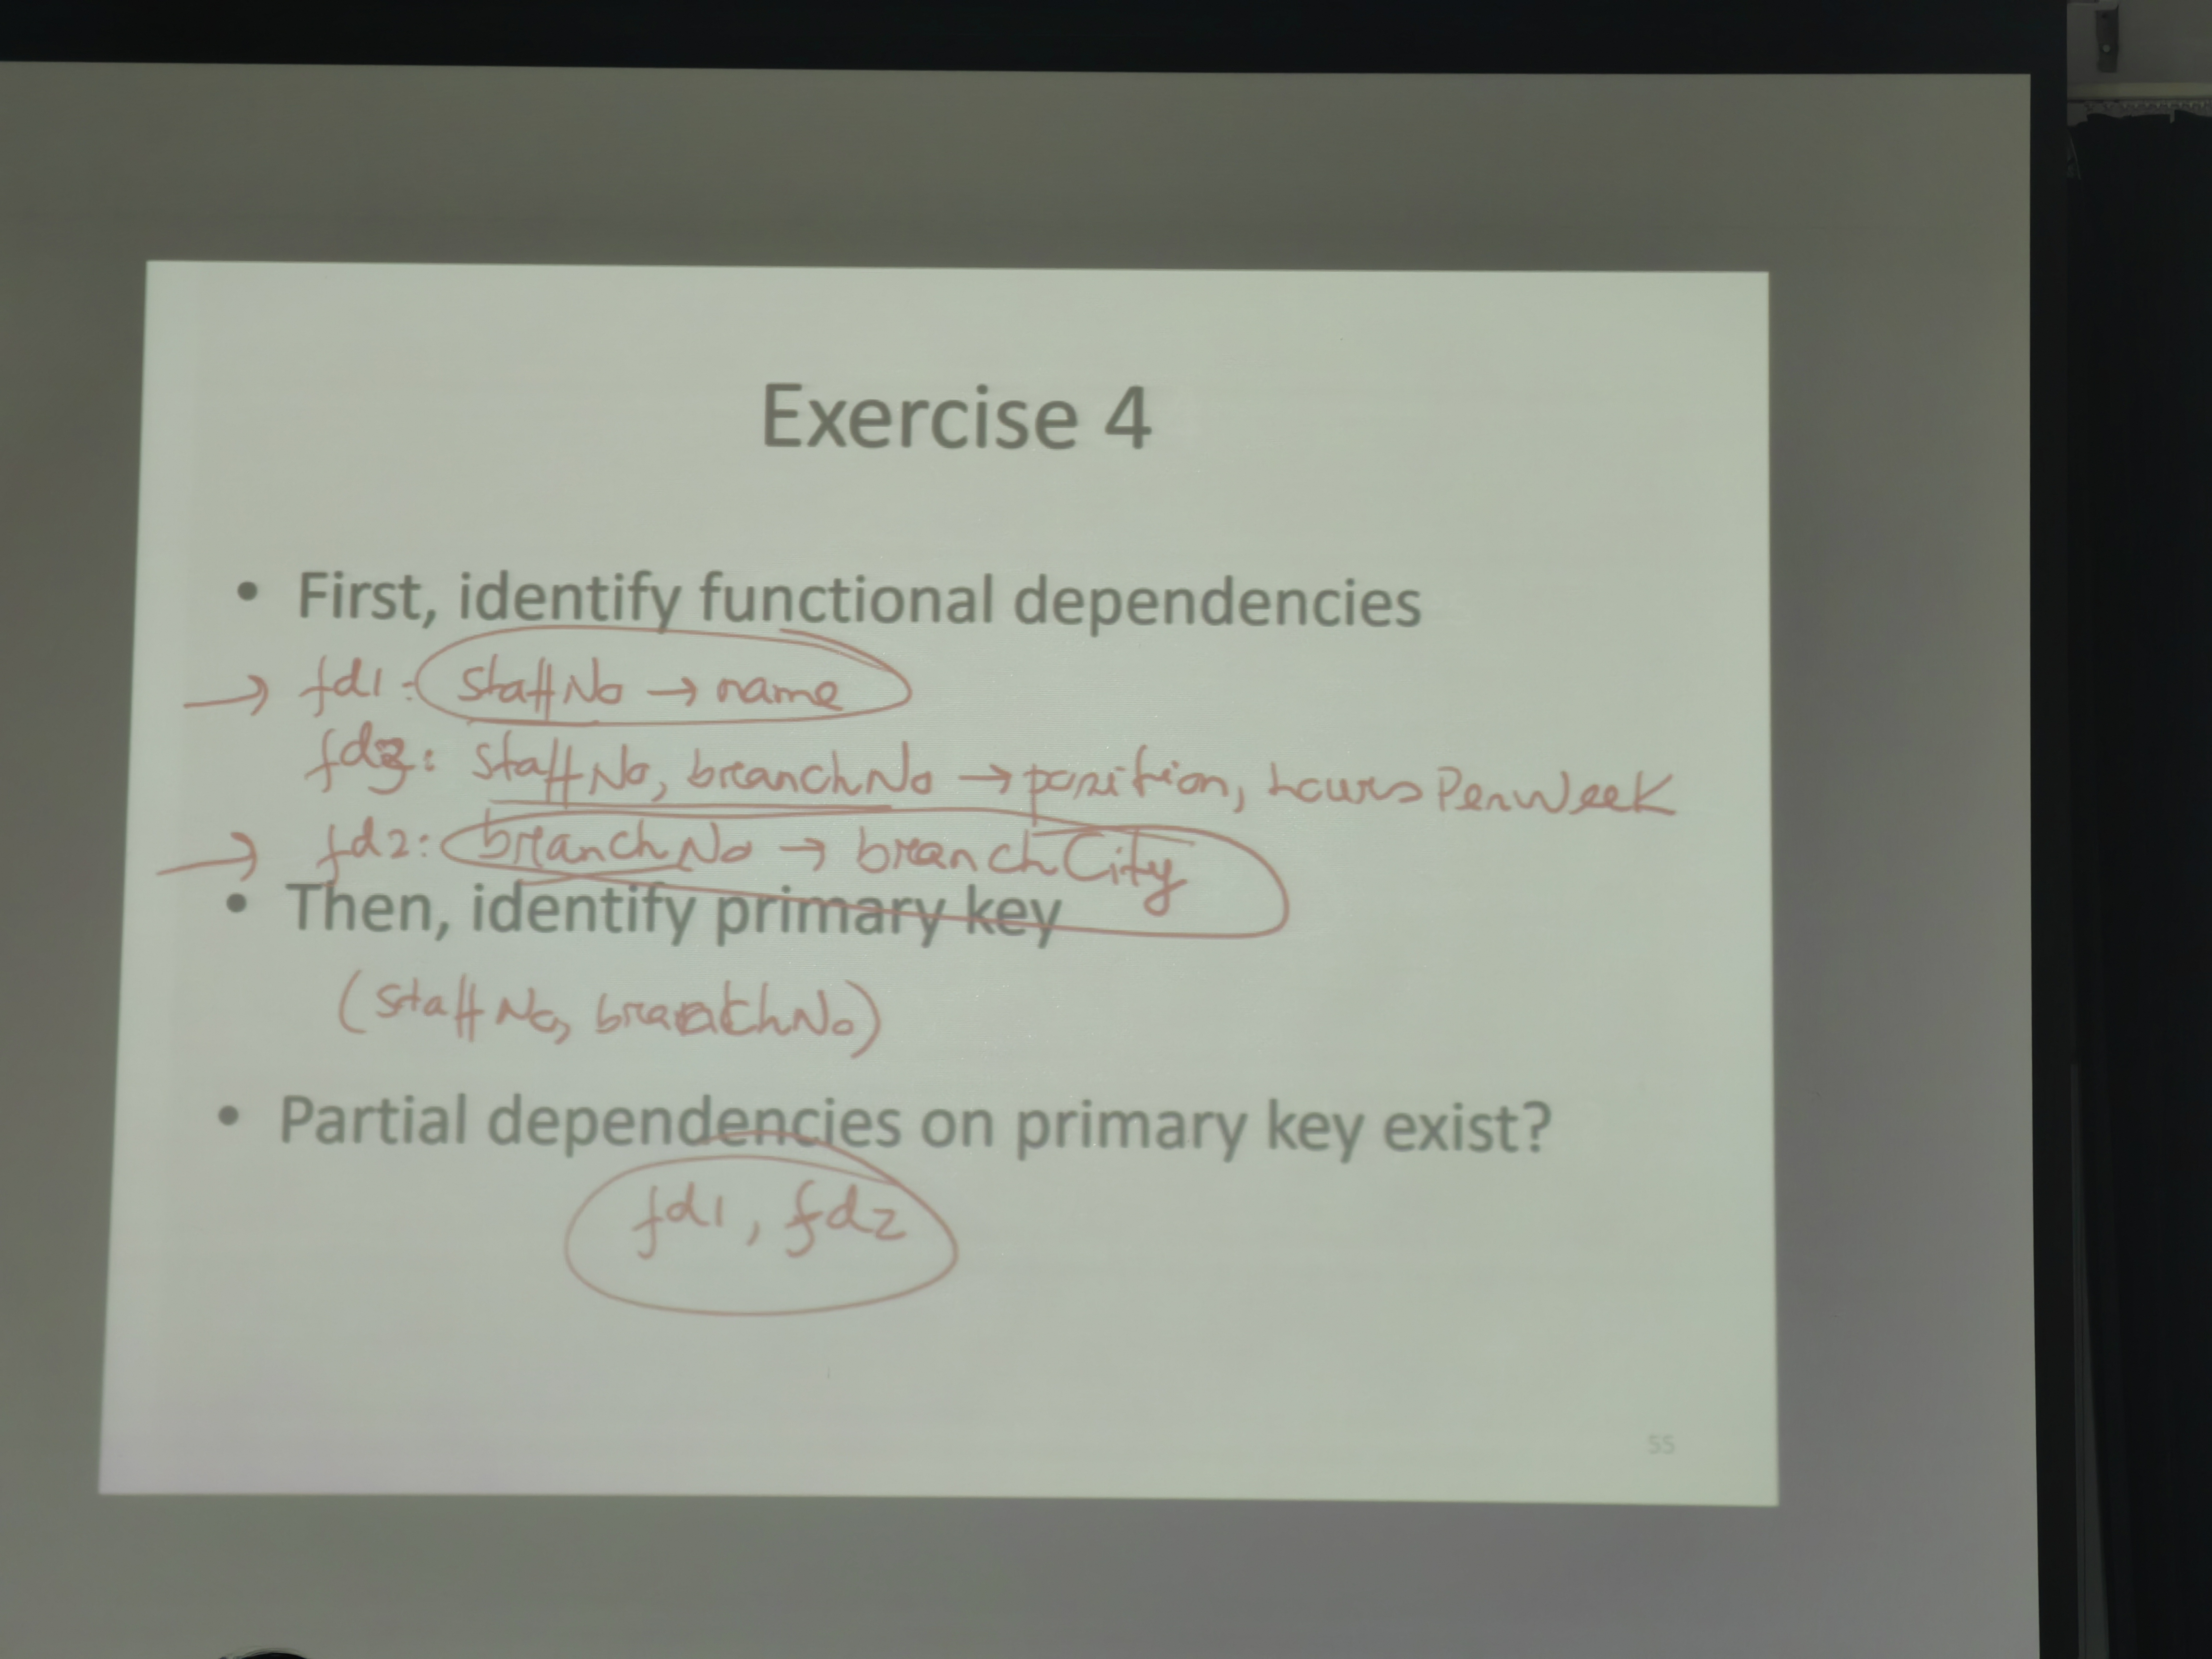 Exercise 4
• First, identify functional dependencies
→ fd1: staffNo → name
fd3: staffNo, branchNo → position, hoursPerWeek
→ fd2: branchNo → branchCity
• Then, identify primary key
(staffNo, branchNo)
• Partial dependencies on primary key exist?
fd1, fd2
55